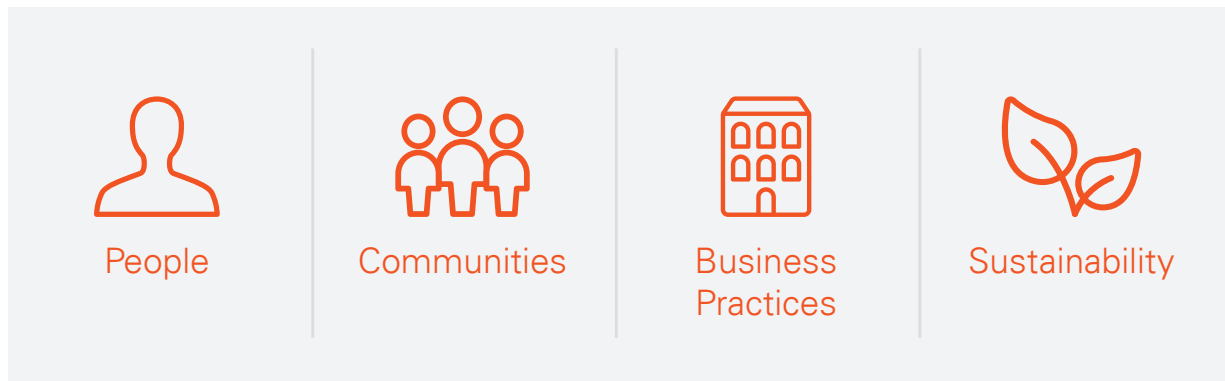 People
Communities
Business
Practices
Sustainability